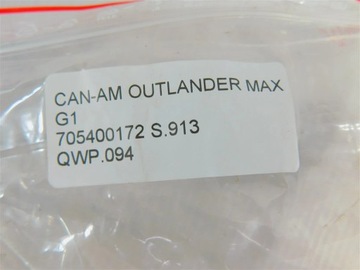 CAN-AM OUTLANDER MAX
G1
705400172 S.913
QWP.094